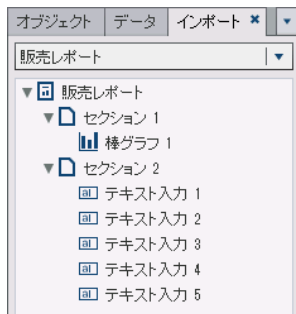 オブジェクト データ インポート
販売レポート
販売レポート
セクション 1
棒グラフ 1
セクション 2
テキスト入力 1
テキスト入力 2
テキスト入力 3
テキスト入力 4
テキスト入力 5